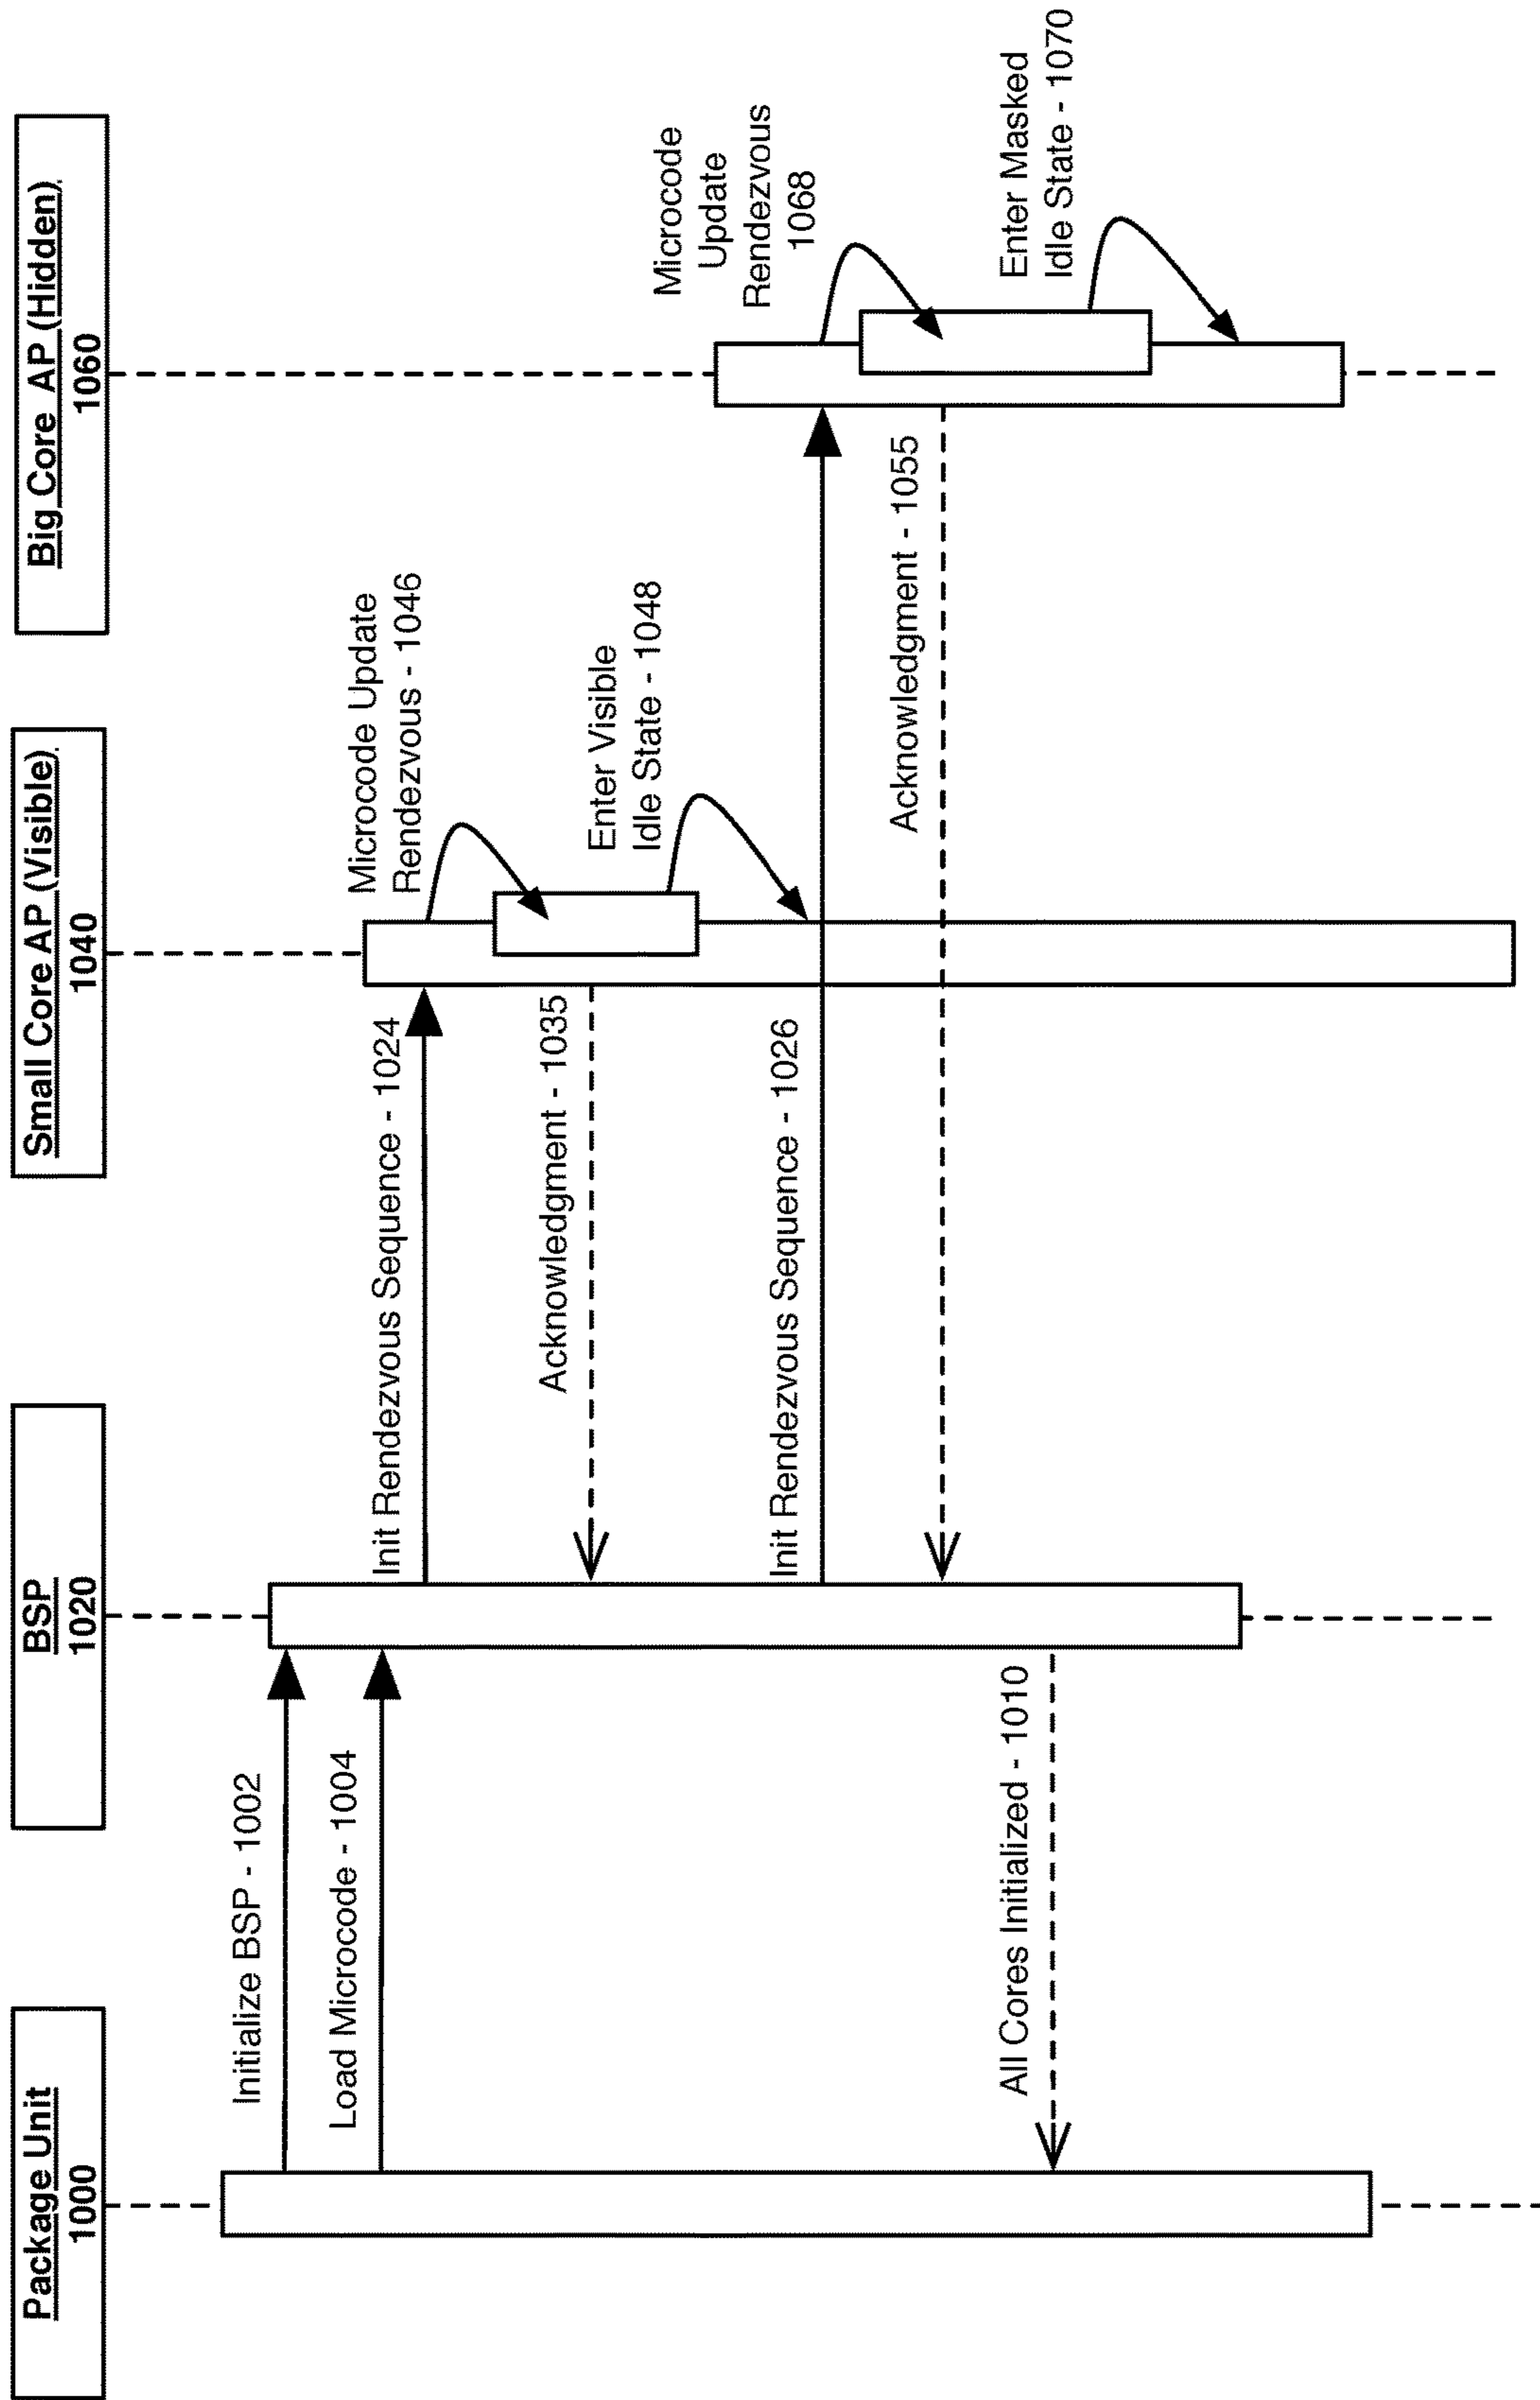 Package Unit
1000
BSP
1020
Small Core AP (Visible)
1040
Big Core AP (Hidden)
1060
Initialize BSP - 1002
Load Microcode - 1004
Init Rendezvous Sequence - 1024
Microcode Update
Rendezvous - 1046
Acknowledgment - 1035
Enter Visible
Idle State - 1048
Init Rendezvous Sequence - 1026
Microcode
Update
Rendezvous
1068
Acknowledgment - 1055
Enter Masked
Idle State - 1070
All Cores Initialized - 1010